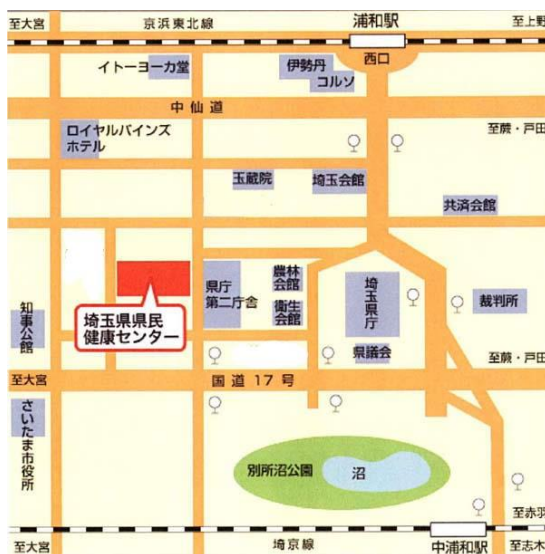 至大宮
京浜東北線
浦和駅
至上野
西口
イトーヨーカ堂
伊勢丹
コルソ
中仙道
ロイヤルパインズ
ホテル
至蕨・戸田
玉蔵院
埼玉会館
共済会館
県庁
第二庁舎
農林
会館
衛生
会館
埼玉県庁
裁判所
知事公館
埼玉県県民
健康センター
県議会
至蕨・戸田
至大宮
国道17号
さいたま市役所
別所沼公園
沼
至赤羽
至大宮
埼京線
中浦和駅
至志木